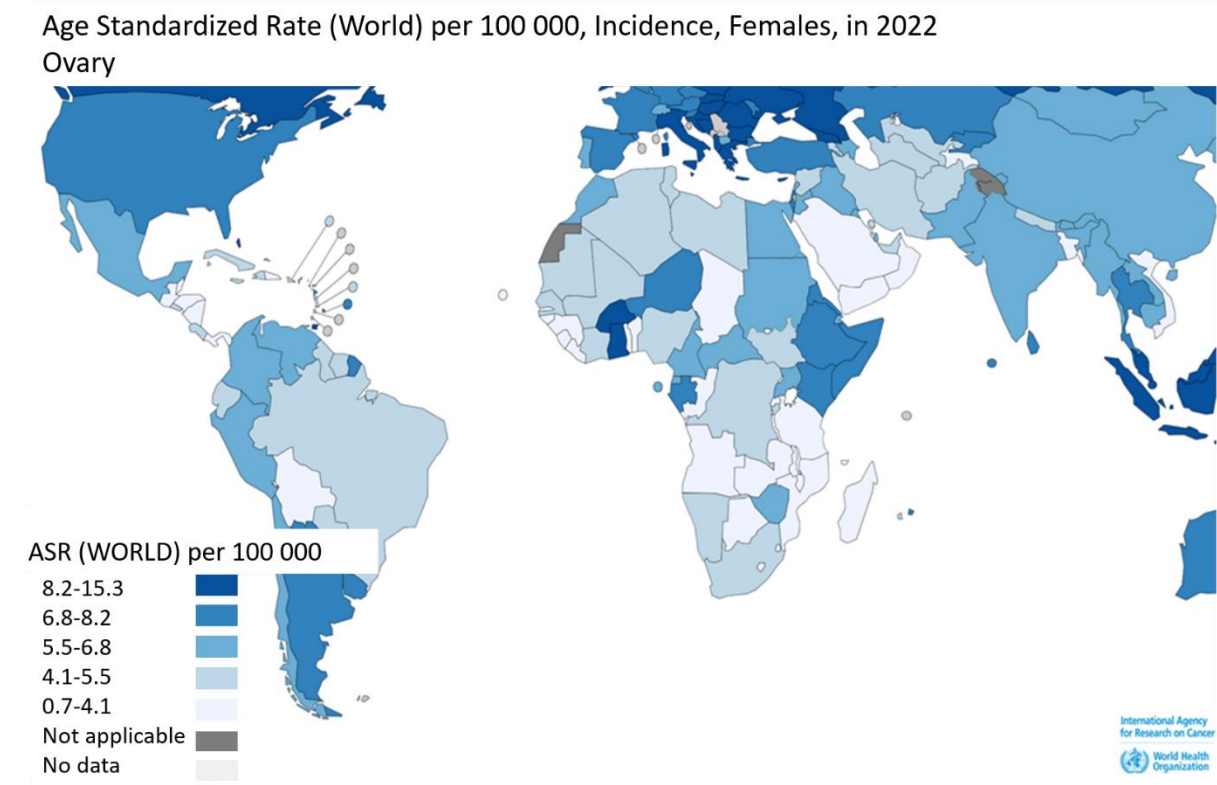 Age Standardized Rate (World) per 100 000, Incidence, Females, in 2022
Ovary
ASR (WORLD) per 100 000
8.2-15.3
6.8-8.2
5.5-6.8
4.1-5.5
0.7-4.1
Not applicable
No data
International Agency
for Research on Cancer
World Health
Organization